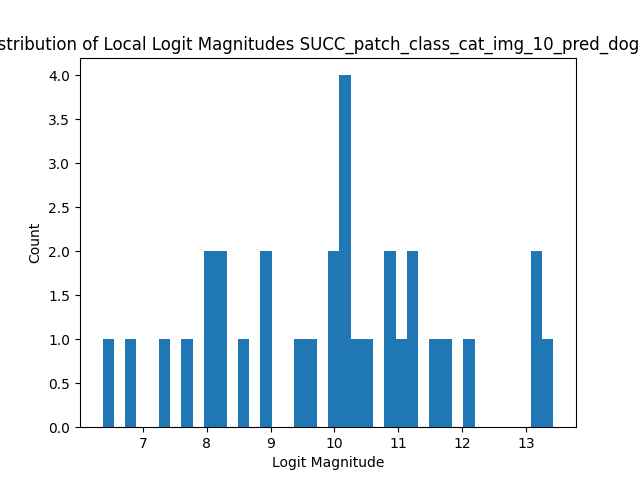 stribution of Local Logit Magnitudes SUCC_patch_class_cat_img_10_pred_dog
4.0
3.5
3.0
2.5
2.0
1.5
1.0
0.5
0.0
Count
7 8 9 10 11 12 13
Logit Magnitude